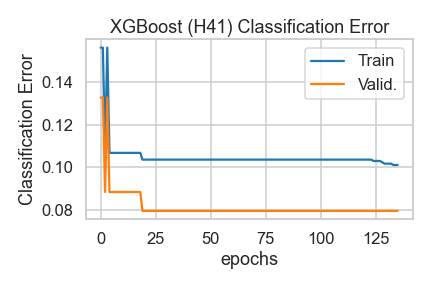 XGBoost (H41) Classification Error
Classification Error
0.14
0.12
0.10
0.08
Train
Valid.
0 25 50 75 100 125
epochs